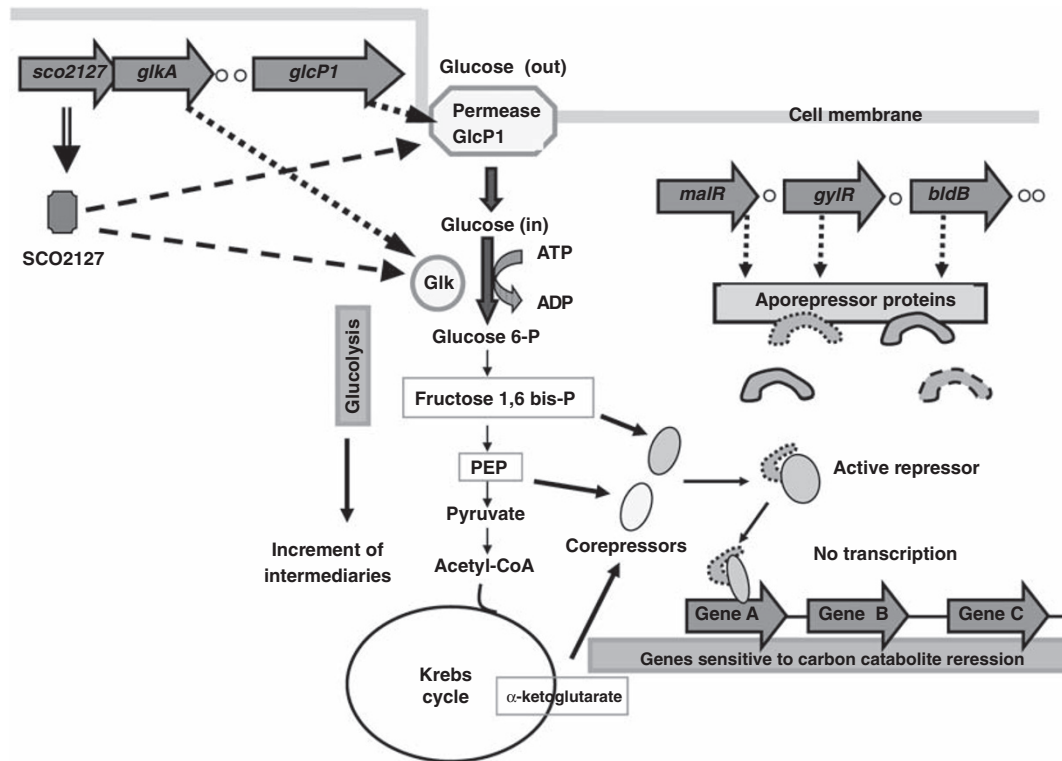 sco2127
glkA
glcP1
Glucose (out)
Permease
GlcP1
Cell membrane
malR
gylR
bldB
SCO2127
Glucose (in)
ATP
ADP
Glk
Aporepressor proteins
Glucolysis
Glucose 6-P
Fructose 1,6 bis-P
PEP
Pyruvate
Acetyl-CoA
Increment of
intermediaries
Corepressors
Active repressor
No transcription
Gene A
Gene B
Gene C
Genes sensitive to carbon catabolite reression
Krebs
cycle
α-ketoglutarate